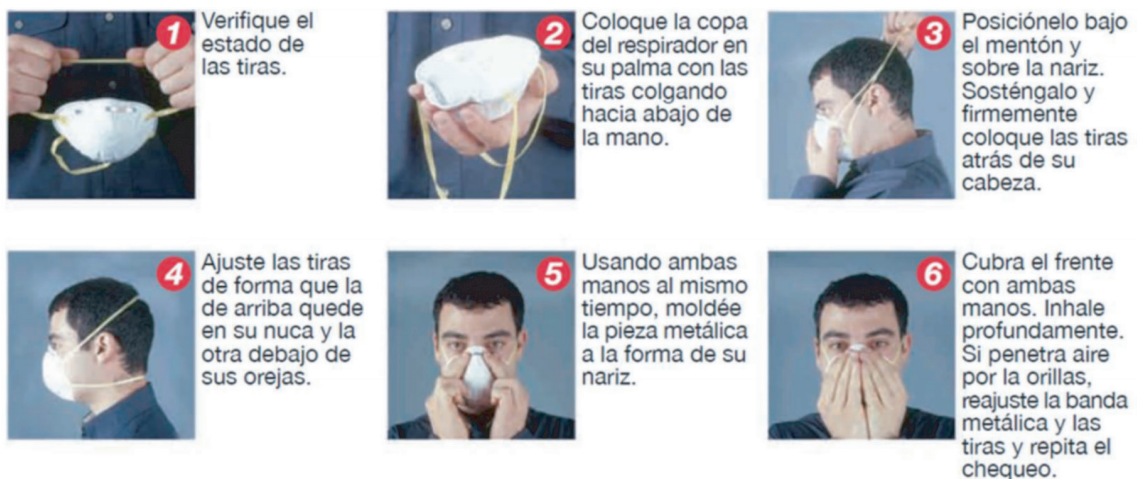 1
Verifique el
estado de
las tiras.
2
Coloque la copa
del respirador en
su palma con las
tiras colgando
hacia abajo de
la mano.
3
Posiciónelo bajo
el mentón y
sobre la nariz.
Sosténgalo y
firmemente
coloque las tiras
atrás de su
cabeza.
4
Ajuste las tiras
de forma que la
de arriba quede
en su nuca y la
otra debajo de
sus orejas.
5
Usando ambas
manos al mismo
tiempo, moldée
la pieza metálica
a la forma de su
nariz.
6
Cubra el frente
con ambas
manos. Inhale
profundamente.
Si penetra aire
por la orillas,
reajuste la banda
metálica y las
tiras y repita el
chequeo.